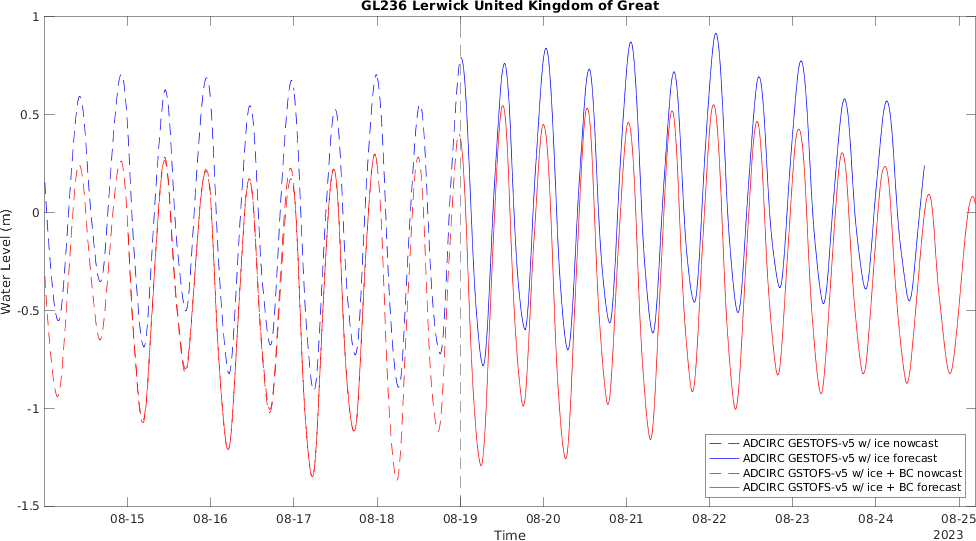 GL236 Lerwick United Kingdom of Great
1
0.5
0
-0.5
-1
-1.5
Water Level (m)
ADCIRC GESTOFS-v5 w/ ice nowcast
ADCIRC GESTOFS-v5 w/ ice forecast
ADCIRC GSTOFS-v5 w/ ice + BC nowcast
ADCIRC GSTOFS-v5 w/ ice + BC forecast
08-15 08-16 08-17 08-18 08-19 08-20 08-21 08-22 08-23 08-24 08-25
Time
2023